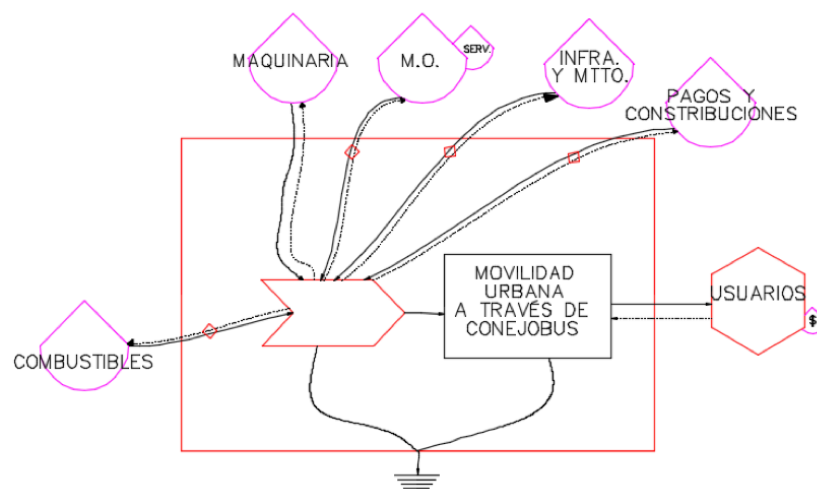 MAQUINARIA
M.O.
SERV.
INFRA.
Y MTTO.
PAGOS Y
CONSTRIBUCIONES
COMBUSTIBLES
MOVILIDAD
URBANA
A TRAVÉS DE
CONEJOBUS
USUARIOS
$